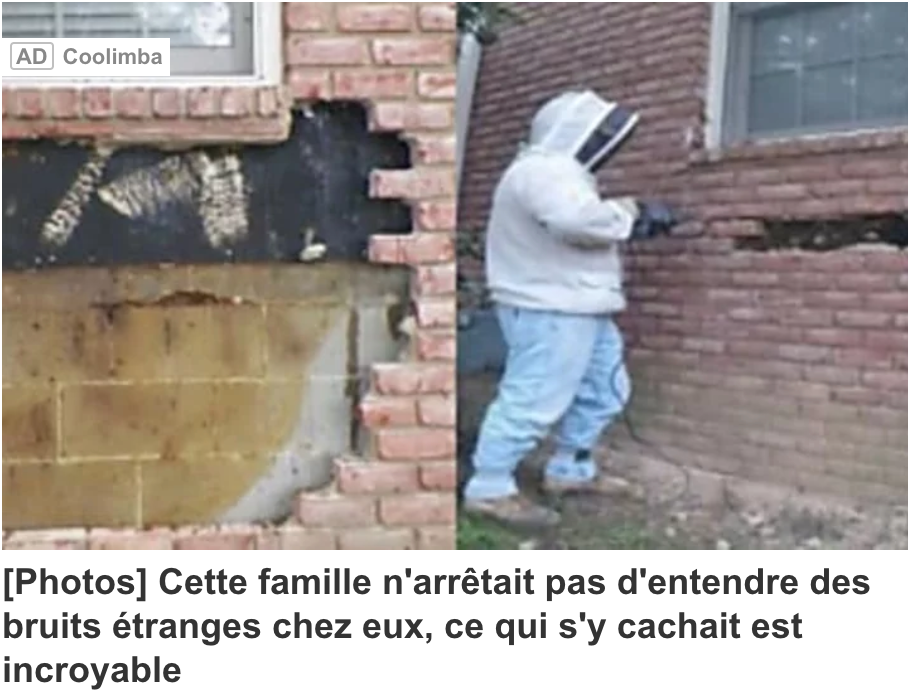 AD Coolimba
[Photos] Cette famille n'arrêtait pas d'entendre des
bruits étranges chez eux, ce qui s'y cachait est
incroyable